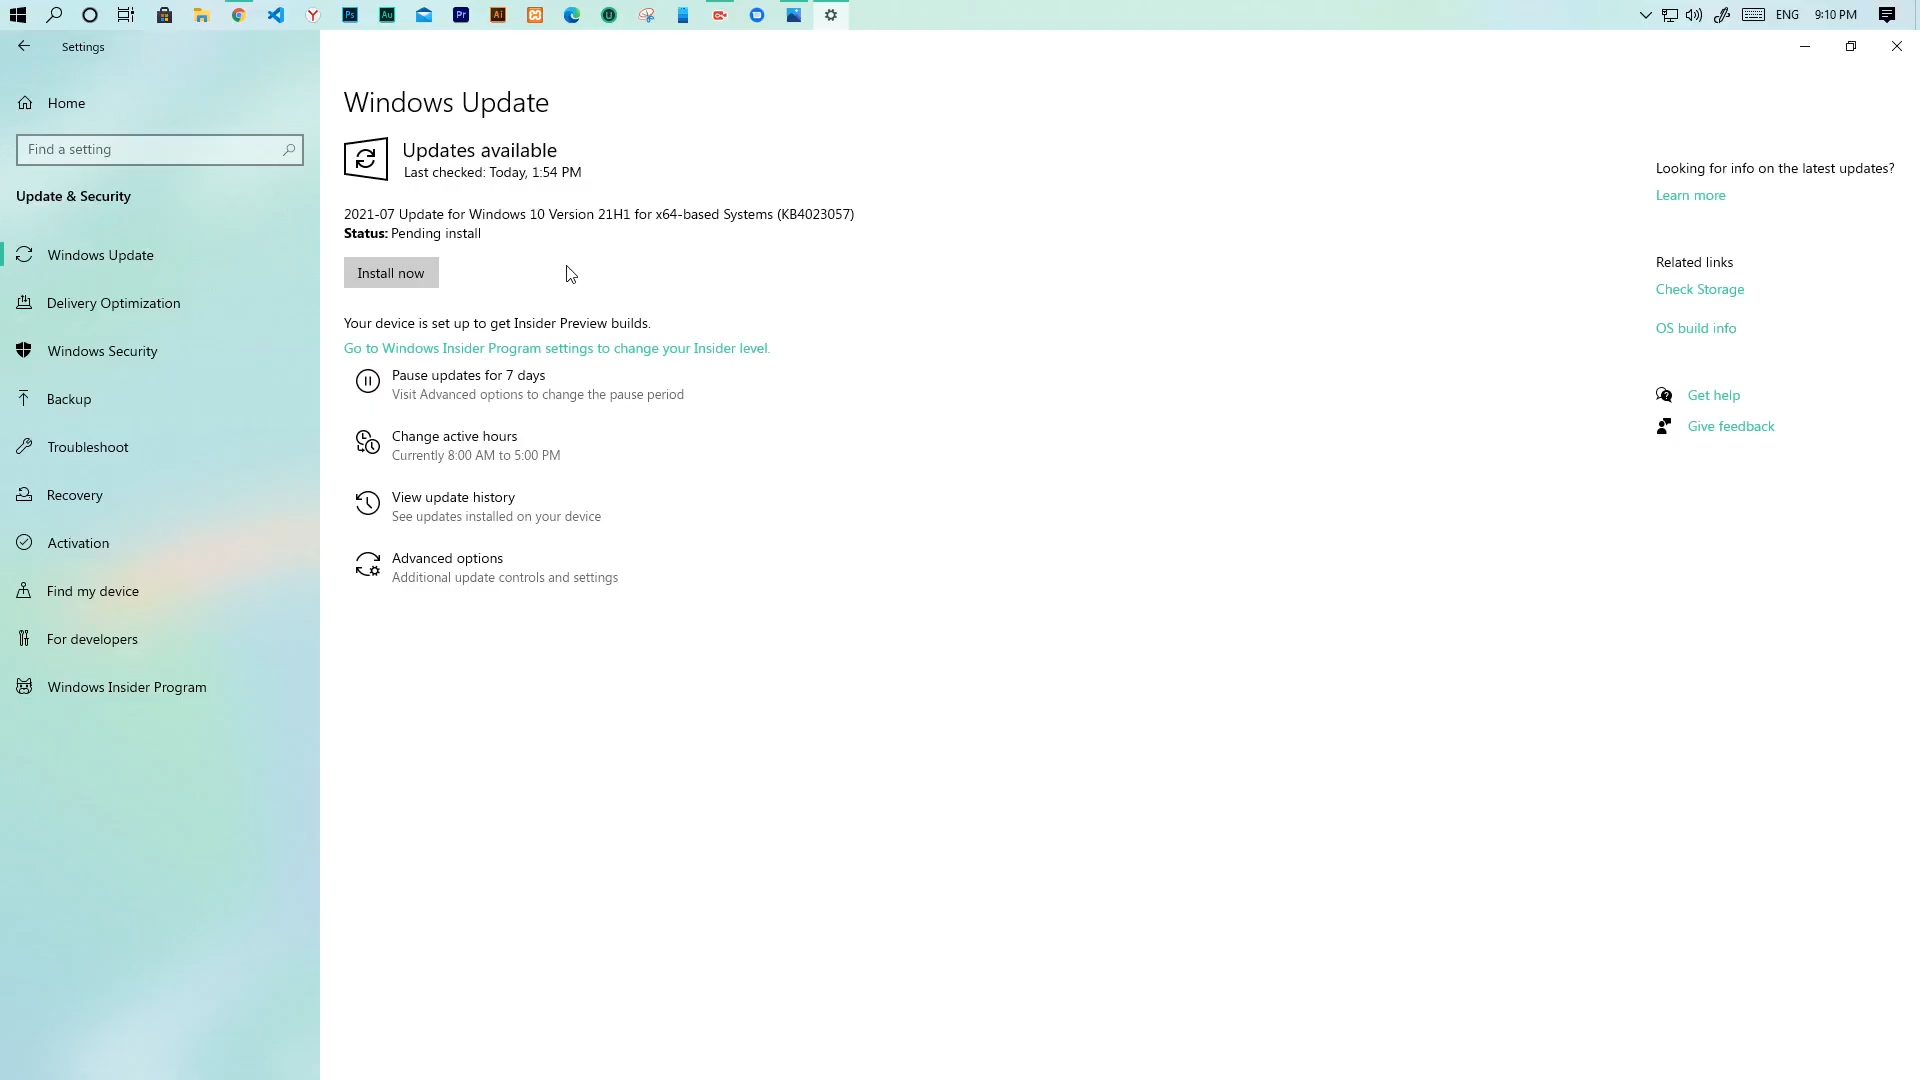 ENG 9:10 PM
Settings
Home
Find a setting
Update & Security
Windows Update
Delivery Optimization
Windows Security
Backup
Troubleshoot
Recovery
Activation
Find my device
For developers
Windows Insider Program
Windows Update
Updates available
Last checked: Today, 1:54 PM
2021-07 Update for Windows 10 Version 21H1 for x64-based Systems (KB4023057)
Status: Pending install
Install now
Your device is set up to get Insider Preview builds.
Go to Windows Insider Program settings to change your Insider level.
Pause updates for 7 days
Visit Advanced options to change the pause period
Change active hours
Currently 8:00 AM to 5:00 PM
View update history
See updates installed on your device
Advanced options
Additional update controls and settings
Looking for info on the latest updates?
Learn more
Related links
Check Storage
OS build info
Get help
Give feedback